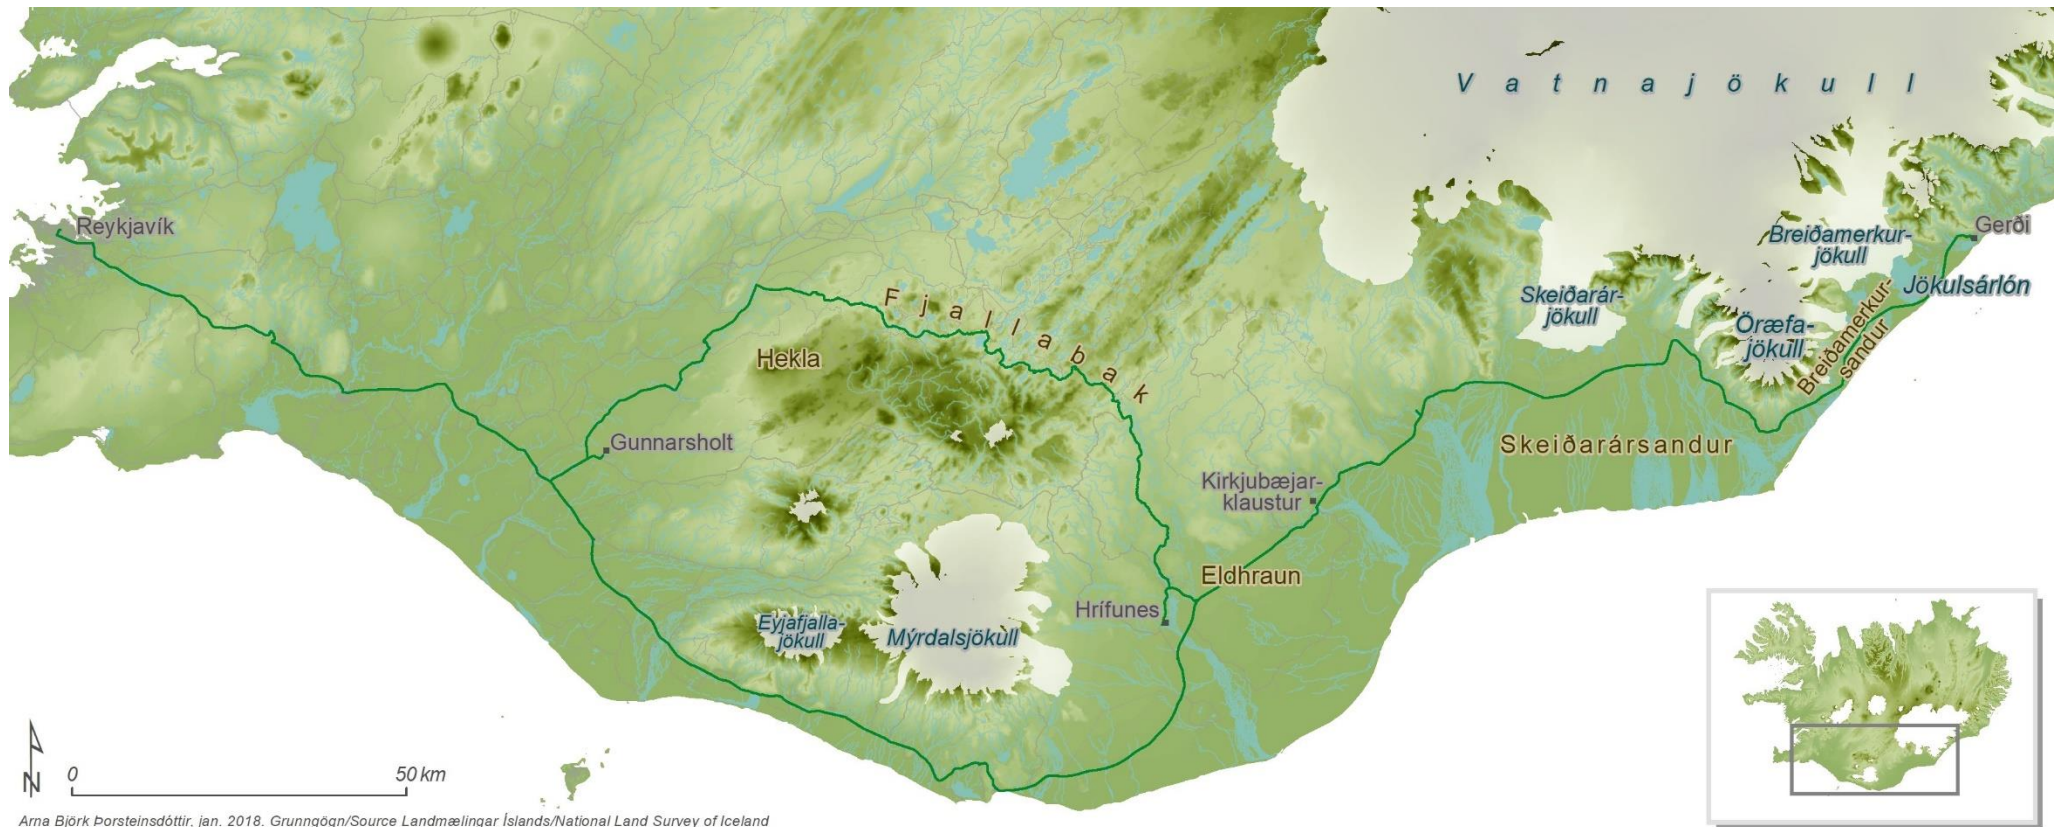 Vatnajökull
Reykjavík
Gerði
Breiðamerkur-
jökull
Jökulsárlón
Skeiðarár-
jökull
Öræfa-
jökull
Breiðamerkur-
sandur
Fjallabak
Hekla
Gunnarsholt
Skeiðarársandur
Kirkjubæjar-
klaustur
Eldhraun
Hrífunes
Eyjafjalla-
jökull
Mýrdalsjökull
N
0 50 km
Arna Björk Þorsteinsdóttir, jan. 2018. Grunngögn/Source Landmælingar Íslands/National Land Survey of Iceland